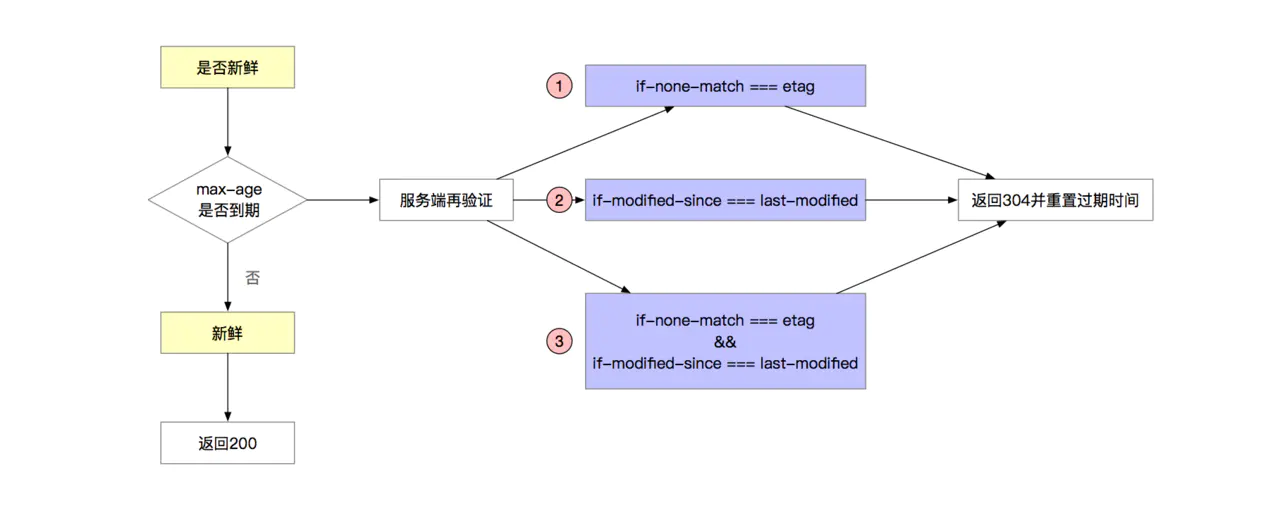 是否新鲜
max-age
是否到期
否
新鲜
返回200
服务端再验证
1
if-none-match === etag
2
if-modified-since === last-modified
3
if-none-match === etag
&&
if-modified-since === last-modified
返回304并重置过期时间